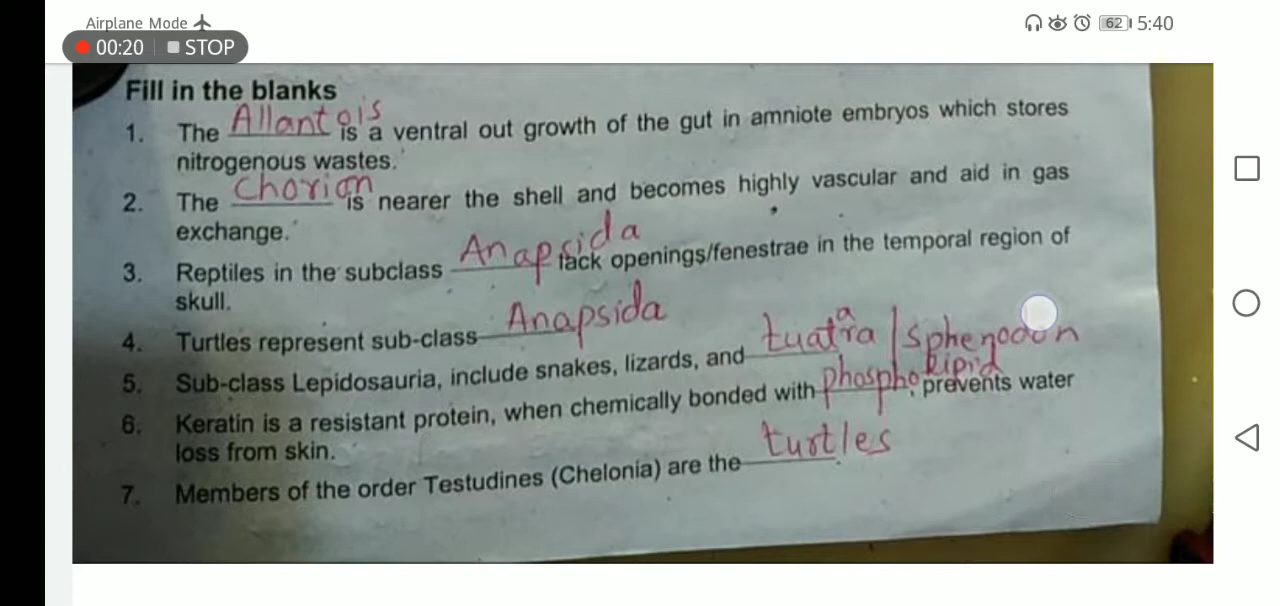 Airplane Mode
62 5:40
00:20 STOP
Fill in the blanks
1. The Allantois is a ventral out growth of the gut in amniote embryos which stores
nitrogenous wastes.
2. The Chorion is nearer the shell and becomes highly vascular and aid in gas
exchange.
3. Reptiles in the subclass Anapsida lack openings/fenestrae in the temporal region of
skull.
4. Turtles represent sub-class Anapsida
5. Sub-class Lepidosauria, include snakes, lizards, and tuatara / Sphenodon
6. Keratin is a resistant protein, when chemically bonded with phospholipid, prevents water
loss from skin.
7. Members of the order Testudines (Chelonia) are the turtles.